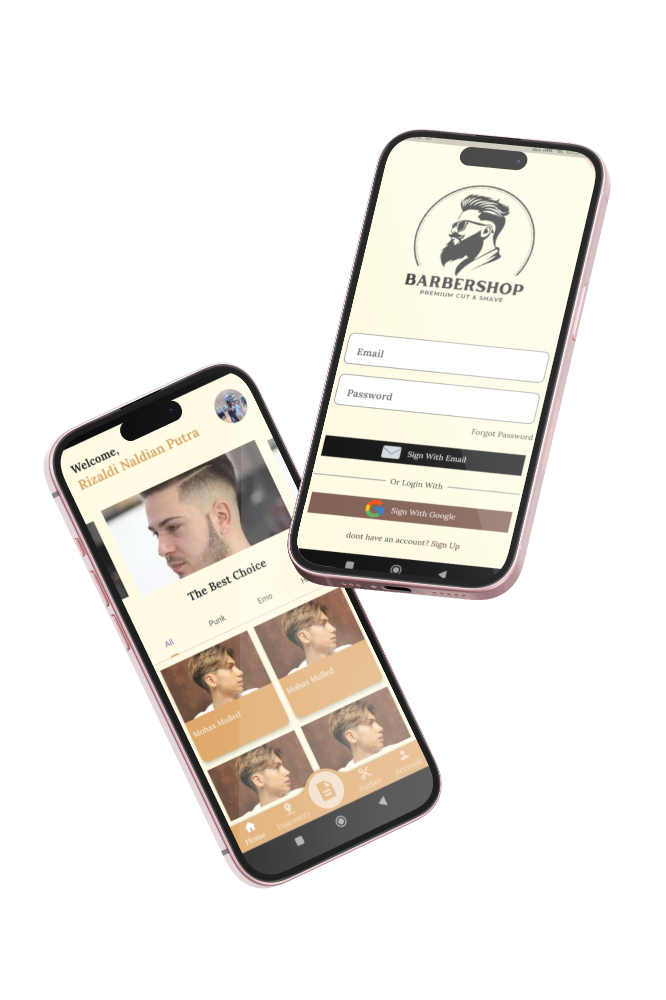 BARBERSHOP
PREMIUM CUT & SHAVE
Email
Password
Forgot Password
Sign With Email
Or Login With
Sign With Google
dont have an account? Sign Up
Welcome,
Rizaldi Naldian Putra
The Best Choice
All
Punk
Emo
Mohax Mulled
Mohax Mulled
Home
Discovery
Barber
Account